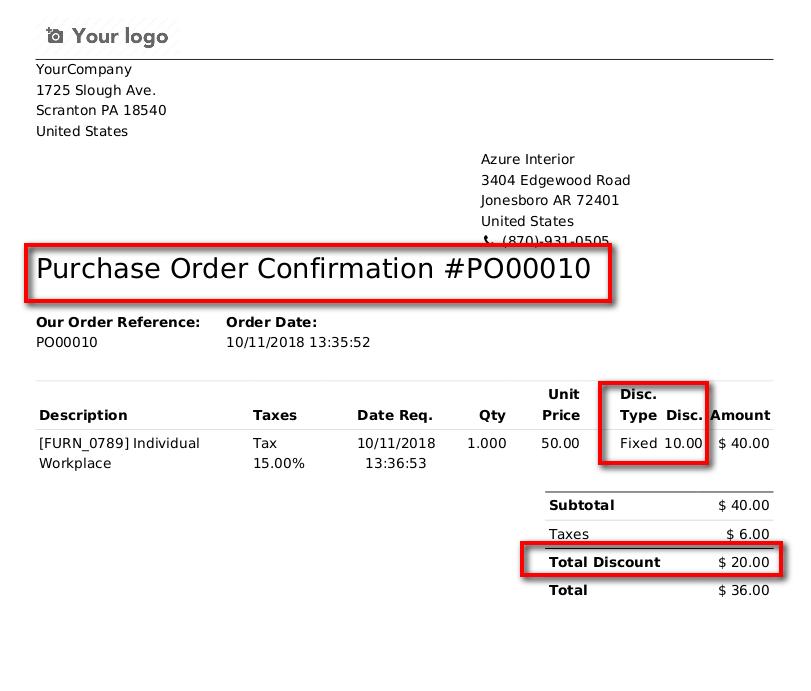 Your logo
YourCompany
1725 Slough Ave.
Scranton PA 18540
United States
Azure Interior
3404 Edgewood Road
Jonesboro AR 72401
United States
(870)-931-0505
Purchase Order Confirmation #PO00010
Our Order Reference: Order Date:
PO00010 10/11/2018 13:35:52
Unit Disc.
Description Taxes Date Req. Qty Price Type Disc. Amount
[FURN_0789] Individual Tax 10/11/2018 1.000 50.00 Fixed 10.00 $ 40.00
Workplace 15.00% 13:36:53
Subtotal $ 40.00
Taxes $ 6.00
Total Discount $ 20.00
Total $ 36.00